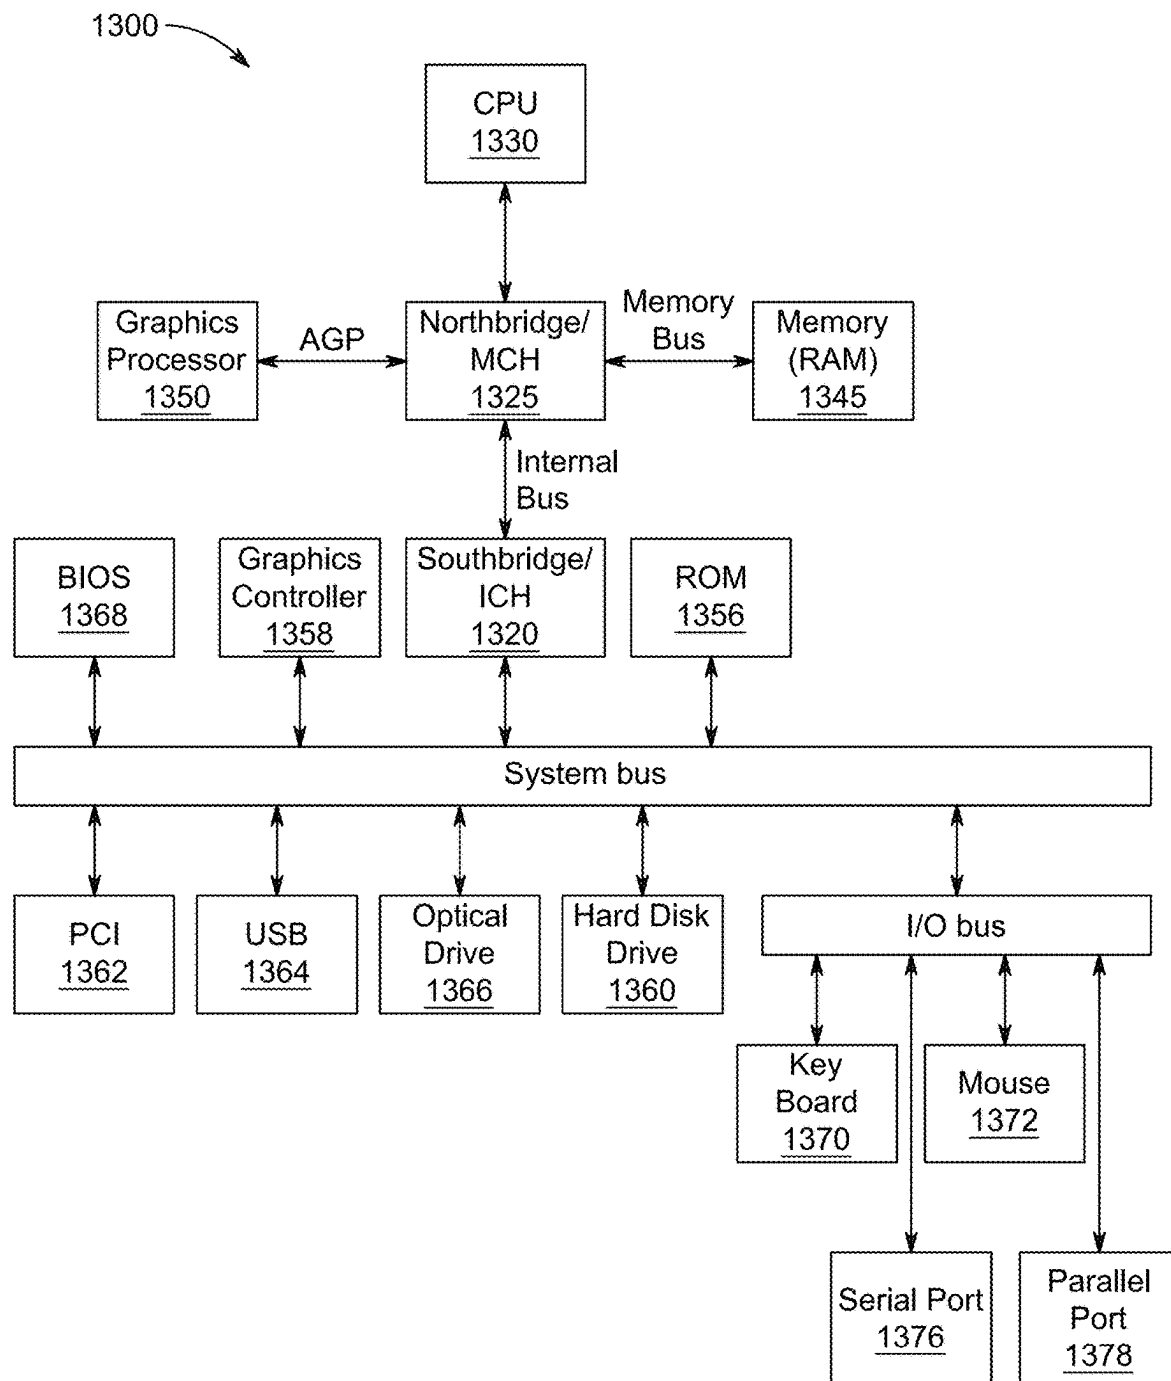 1300
CPU
1330
Graphics
Processor
1350
AGP
Northbridge/
MCH
1325
Memory
Bus
Memory
(RAM)
1345
Internal
Bus
BIOS
1368
Graphics
Controller
1358
Southbridge/
ICH
1320
ROM
1356
System bus
PCI
1362
USB
1364
Optical
Drive
1366
Hard Disk
Drive
1360
I/O bus
Key
Board
1370
Mouse
1372
Serial Port
1376
Parallel
Port
1378